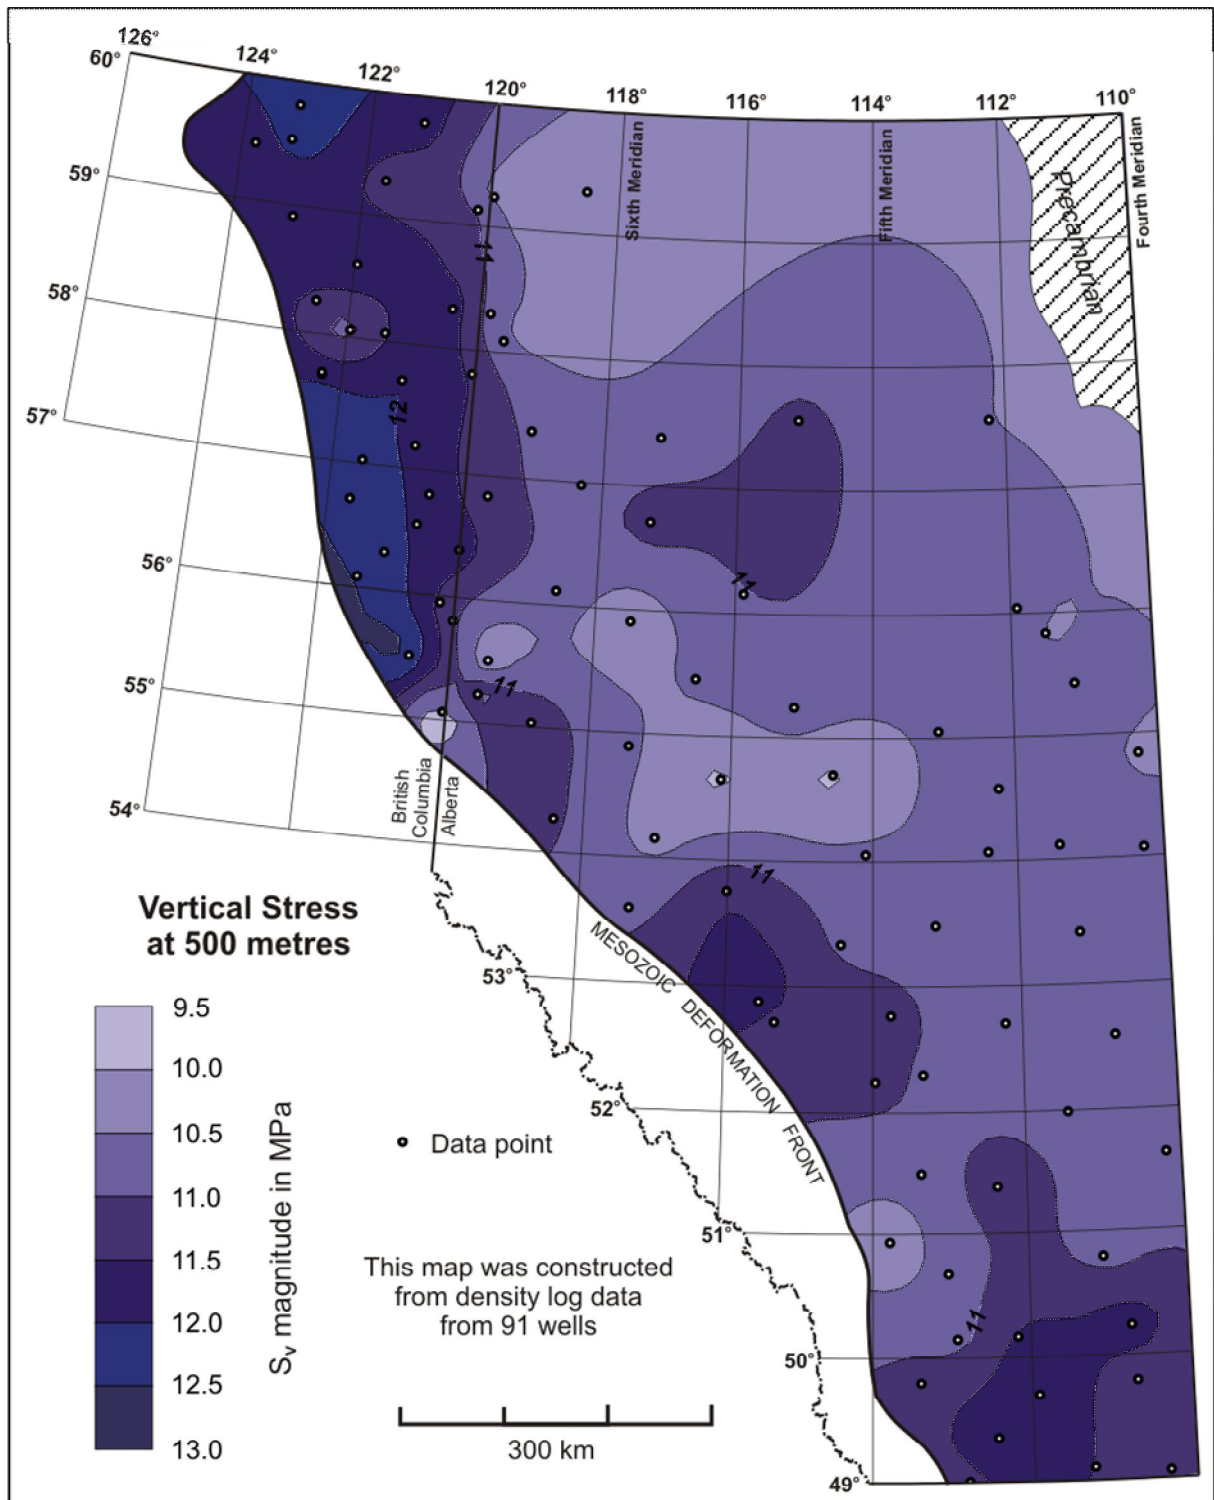 126°
124°
122°
120°
118°
116°
114°
112°
110°
60°
59°
58°
57°
56°
55°
54°
53°
52°
51°
50°
49°
Sixth Meridian
Fifth Meridian
Fourth Meridian
Precambrian
11
12
11
11
11
11
British
Columbia
Alberta
MESOZOIC DEFORMATION FRONT
Vertical Stress
at 500 metres
9.5
10.0
10.5
11.0
11.5
12.0
12.5
13.0
Sv magnitude in MPa
Data point
This map was constructed
from density log data
from 91 wells
300 km